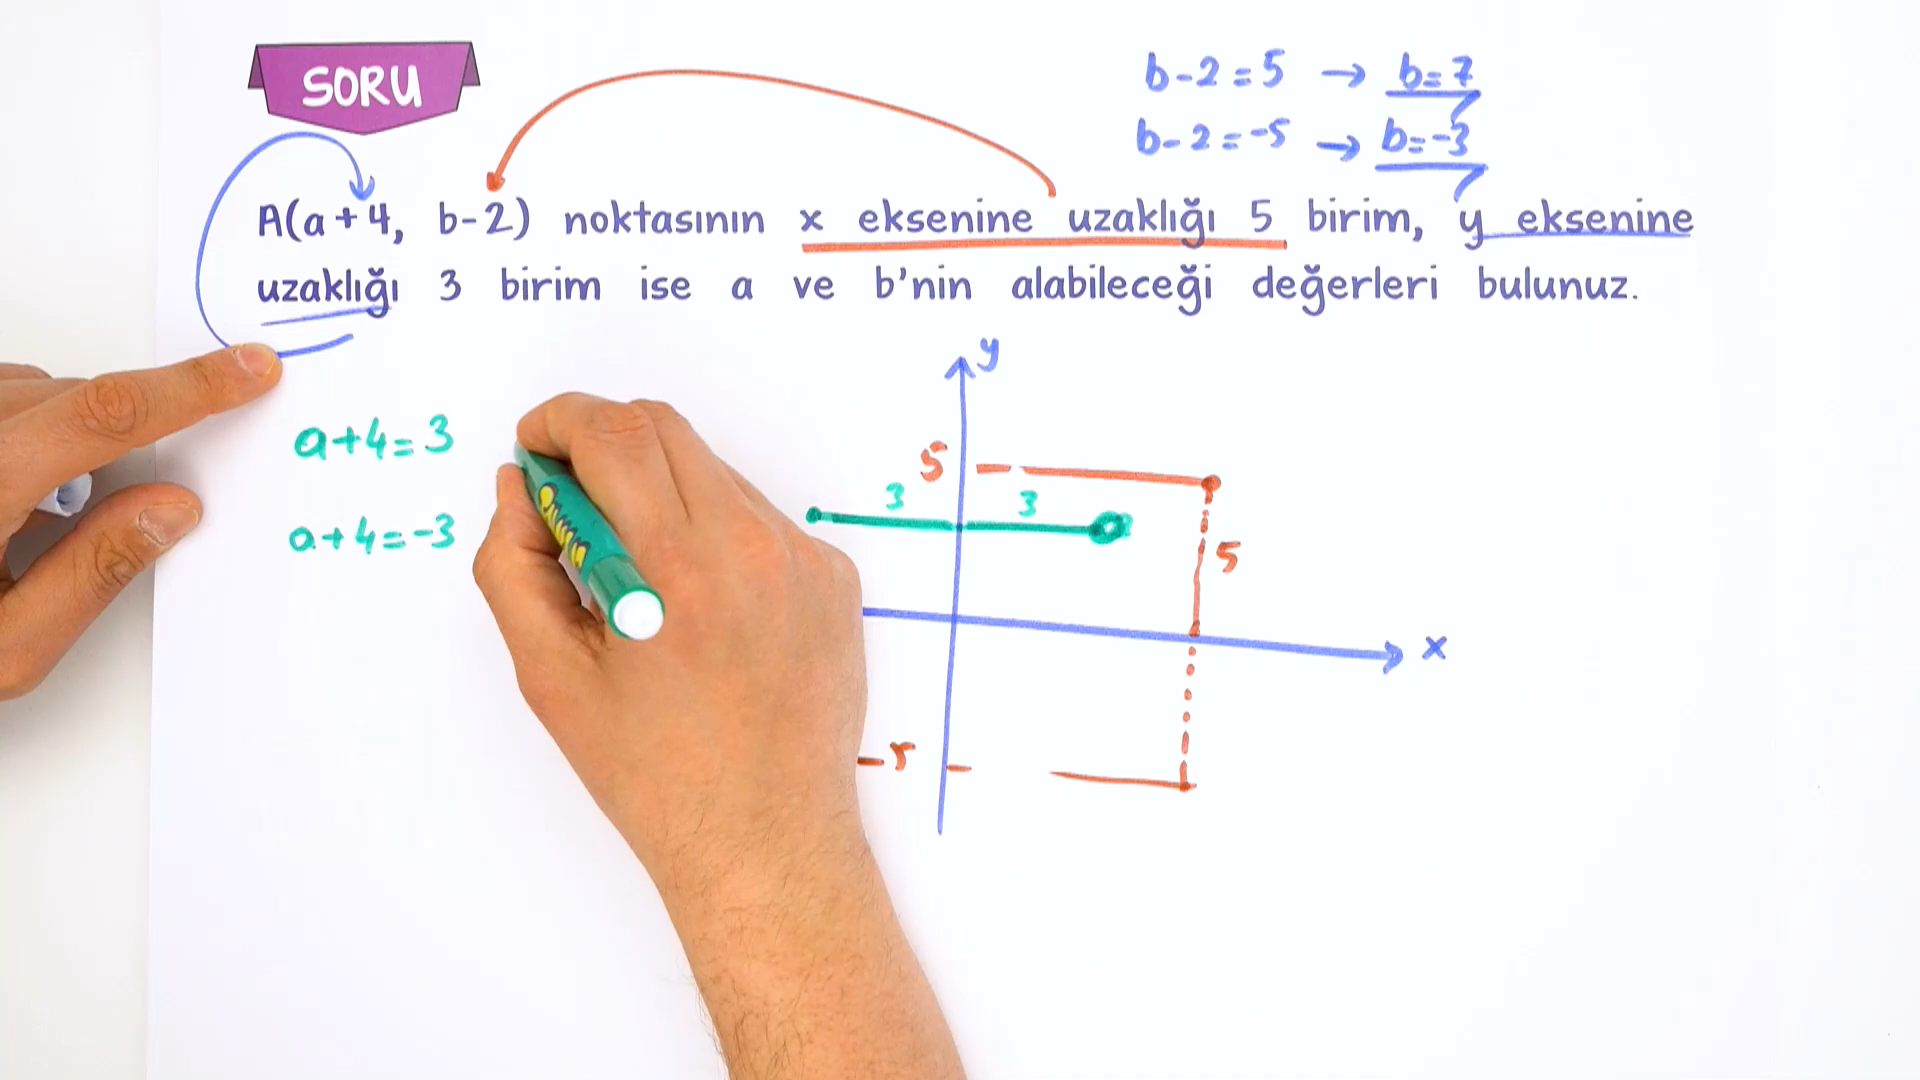 SORU
b-2=5 → b=7
b-2=-5 → b=-3
A(a+4, b-2) noktasının x eksenine uzaklığı 5 birim, y eksenine
uzaklığı 3 birim ise a ve b'nin alabileceği değerleri bulunuz.
y
a+4=3
5
3 3
a+4=-3
5
x
-5